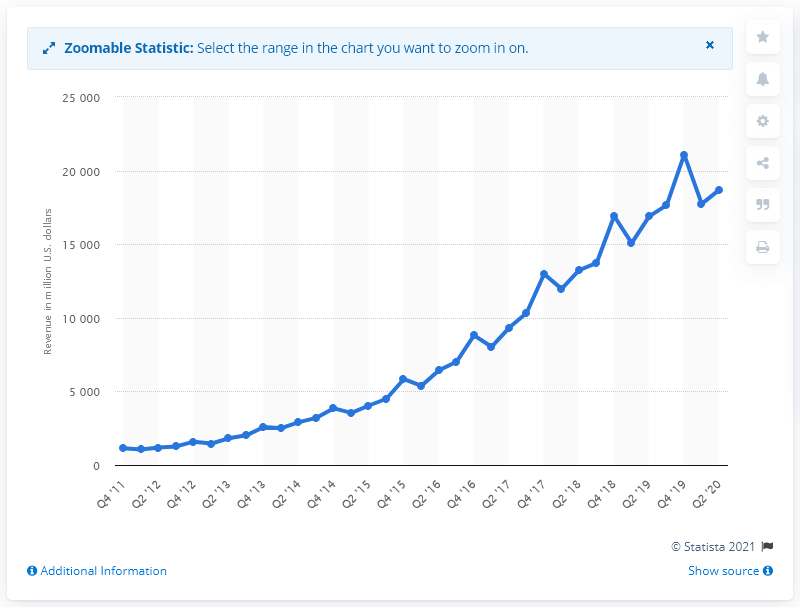 Zoomable Statistic: Select the range in the chart you want to zoom in on.
25 000
20 000
15 000
10 000
5 000
0
Revenue in million U.S. dollars
Q4 '11
Q2 '12
Q4 '12
Q2 '13
Q4 '13
Q2 '14
Q4 '14
Q2 '15
Q4 '15
Q2 '16
Q4 '16
Q2 '17
Q4 '17
Q2 '18
Q4 '18
Q2 '19
Q4 '19
Q2 '20
© Statista 2021
Additional Information
Show source